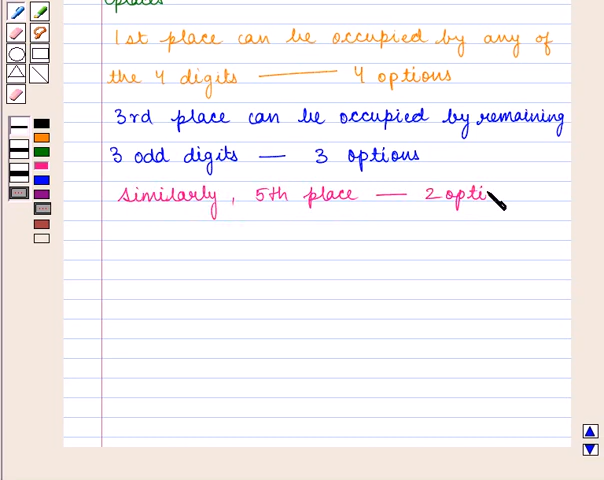 places
1st place can be occupied by any of
the 4 digits —— 4 options
3rd place can be occupied by remaining
3 odd digits — 3 options
similarly, 5th place — 2 opti